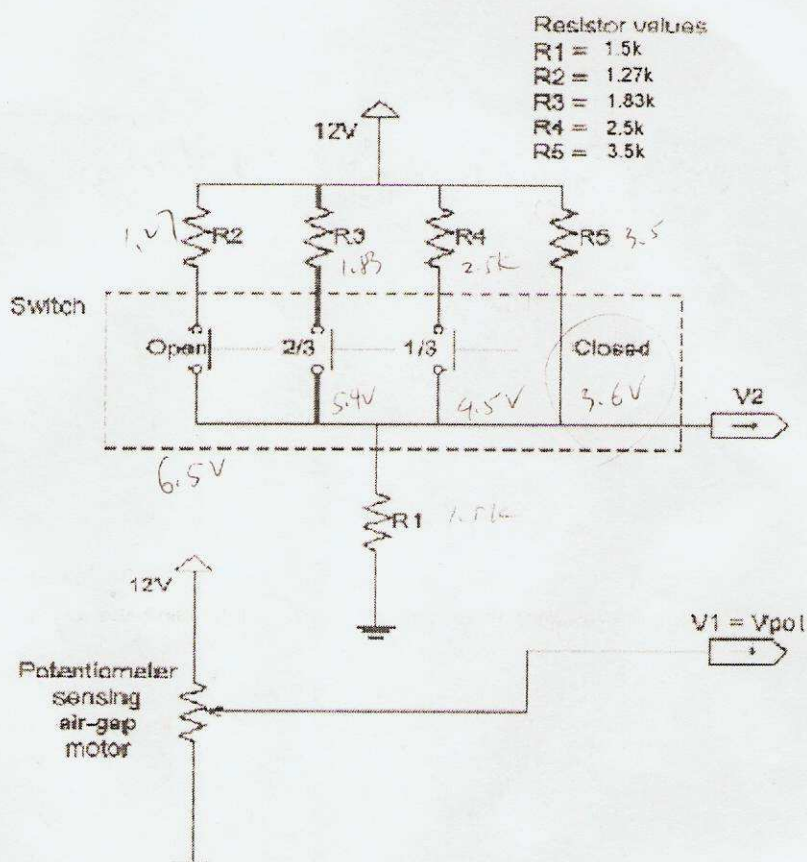 Resistor values
R1 = 1.5k
R2 = 1.27k
R3 = 1.83k
R4 = 2.5k
R5 = 3.5k
12V
R2
R3
R4
R5
3.5
1.83
2.5k
Switch
Open
2/3
1/3
Closed
5.4V
4.5V
3.6V
V2
6.5V
R1
1.5k
12V
V1 = Vpot
Potentiometer
sensing
air-gap
motor